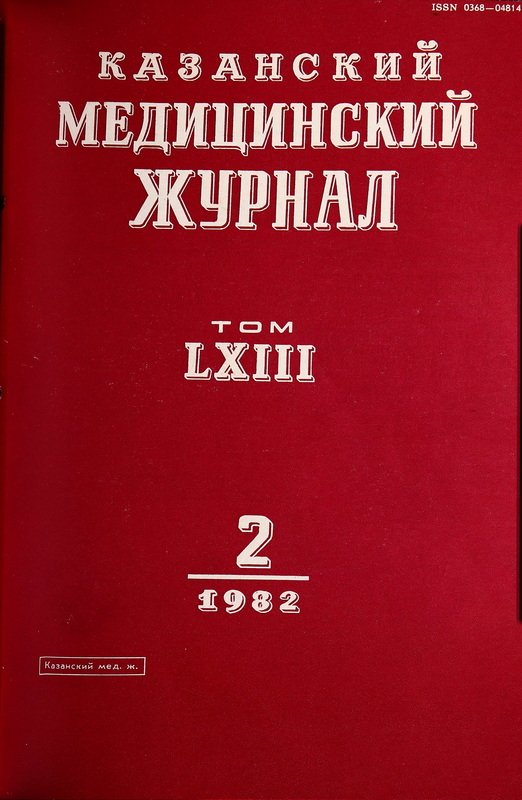 ISSN 0368—04814
КАЗАНСКИЙ
МЕДИЦИНСКИЙ
ЖУРНАЛ
ТОМ
LXIII
2
1982
Казанский мед. ж.